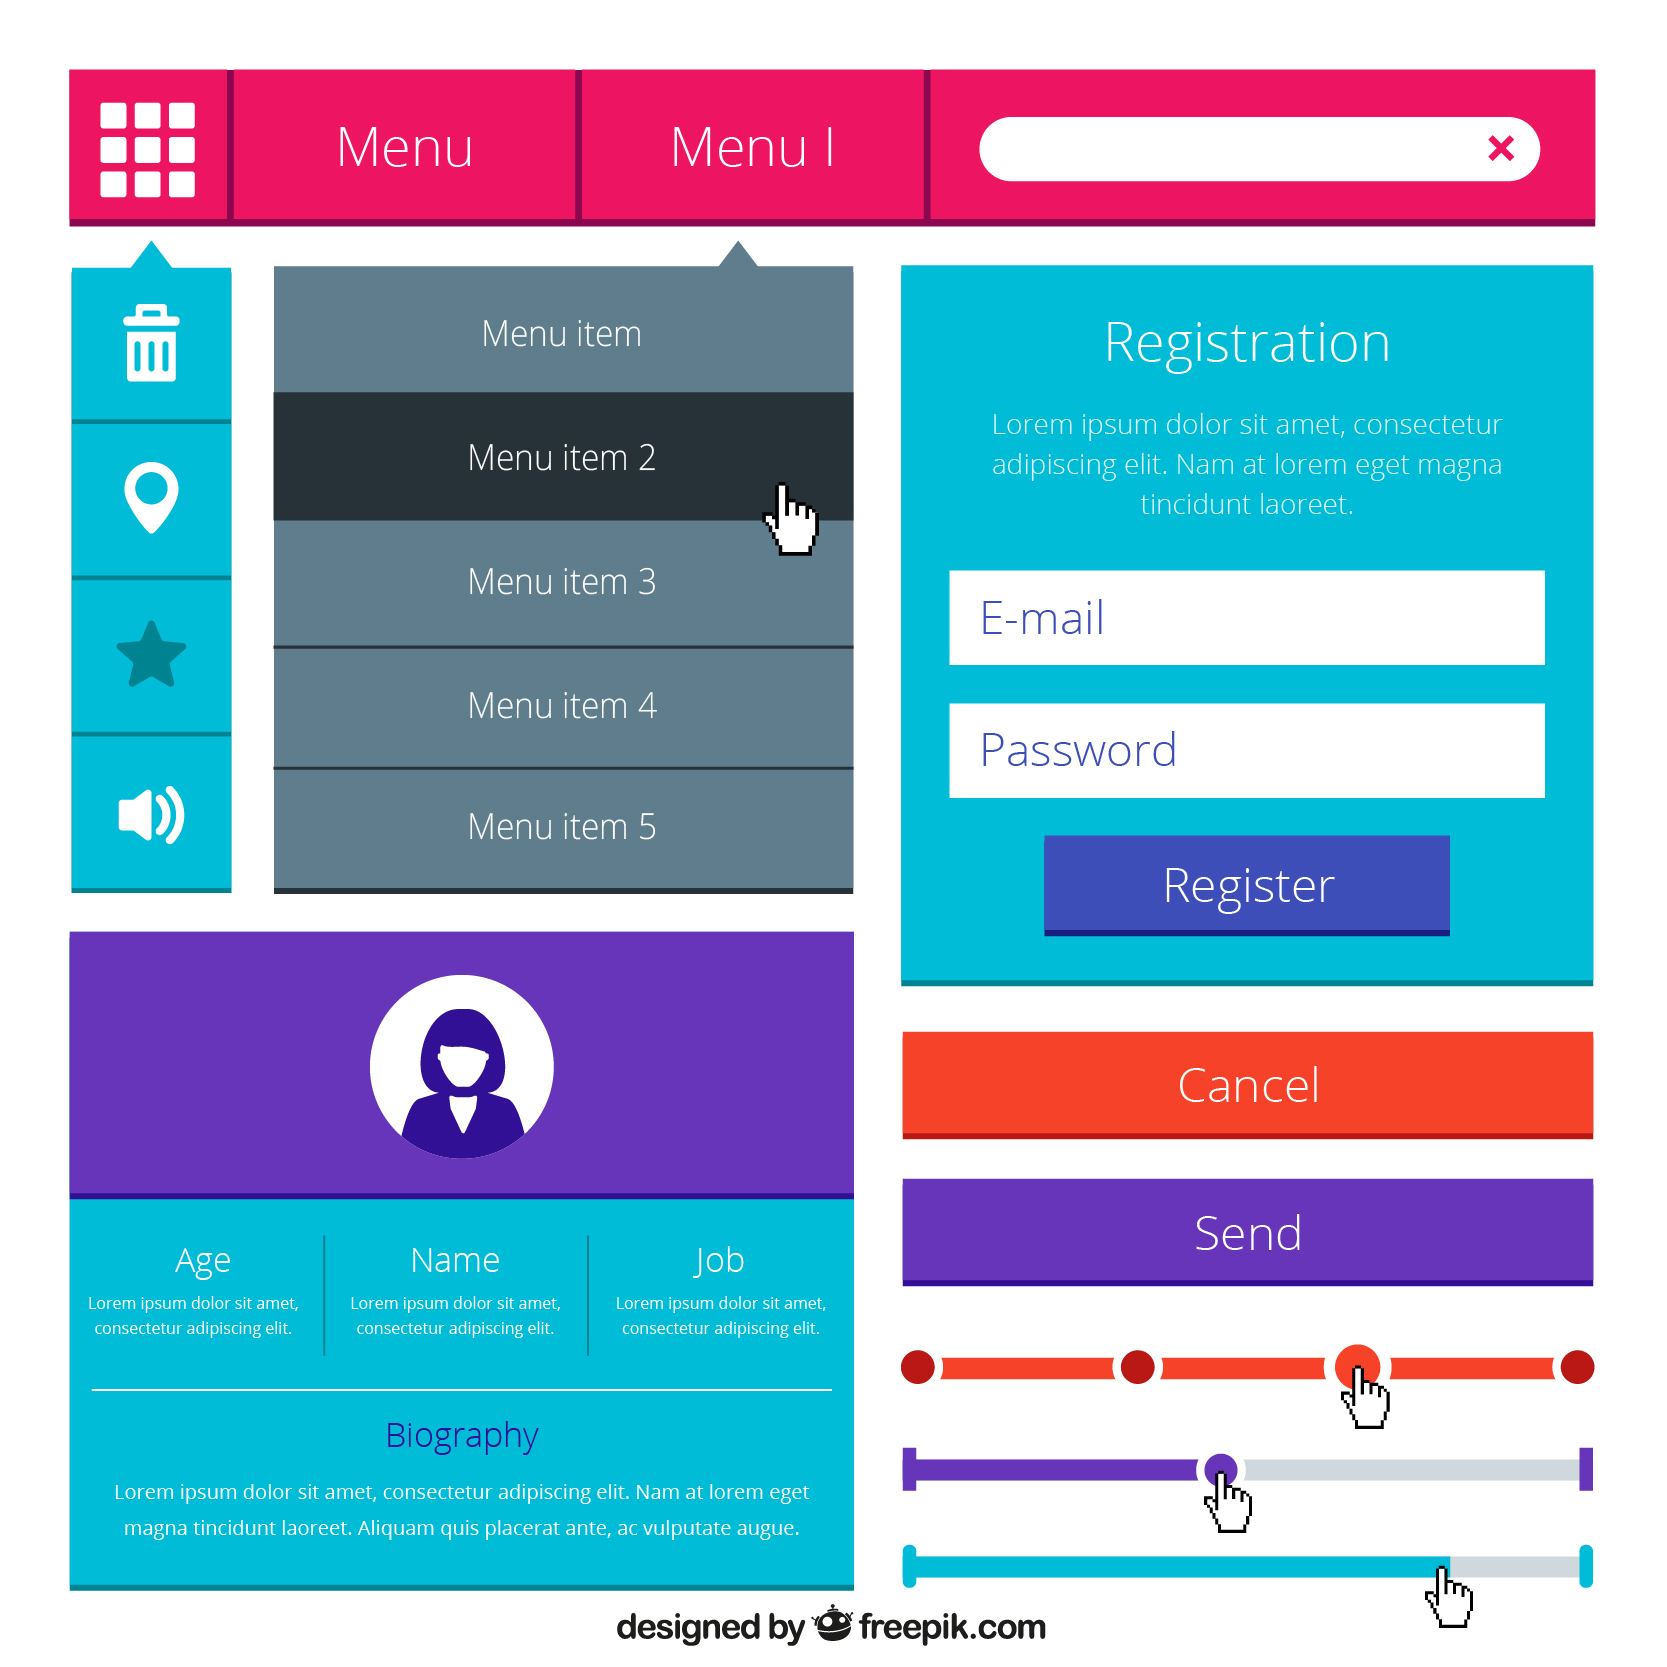 Menu
Menu I
Menu item
Menu item 2
Menu item 3
Menu item 4
Menu item 5
Registration
Lorem ipsum dolor sit amet, consectetur
adipiscing elit. Nam at lorem eget magna
tincidunt laoreet.
E-mail
Password
Register
Age
Lorem ipsum dolor sit amet,
consectetur adipiscing elit.
Name
Lorem ipsum dolor sit amet,
consectetur adipiscing elit.
Job
Lorem ipsum dolor sit amet,
consectetur adipiscing elit.
Biography
Lorem ipsum dolor sit amet, consectetur adipiscing elit. Nam at lorem eget
magna tincidunt laoreet. Aliquam quis placerat ante, ac vulputate augue.
Cancel
Send
designed by freepik.com